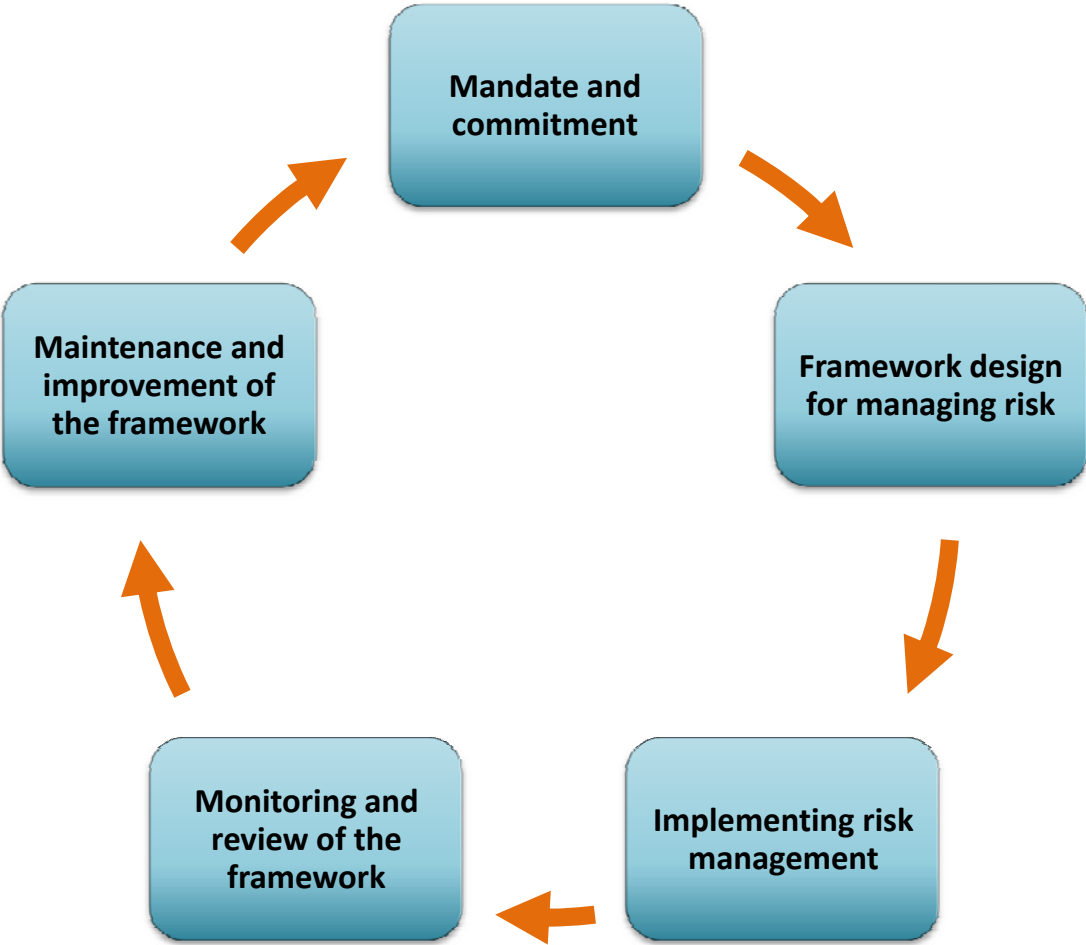 Mandate and
commitment
Framework design
for managing risk
Implementing risk
management
Monitoring and
review of the
framework
Maintenance and
improvement of
the framework